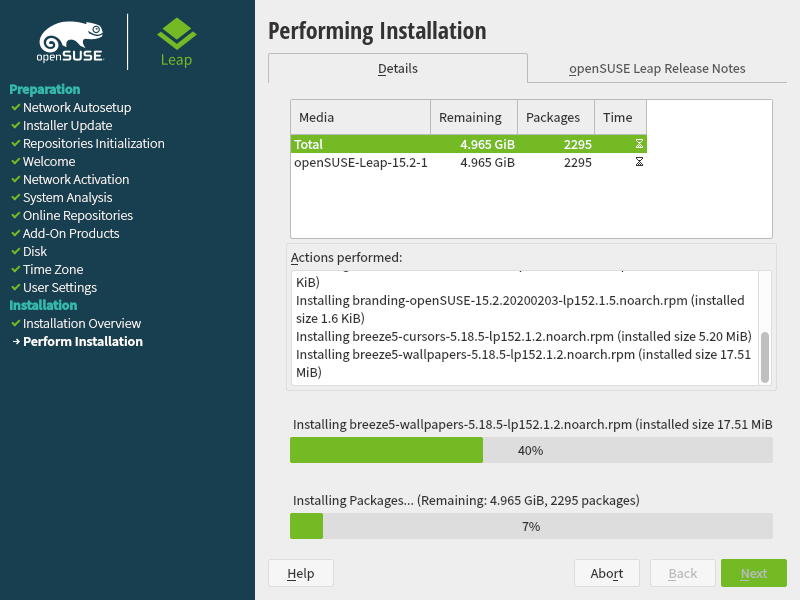 openSUSE
Leap
Performing Installation
Preparation
Network Autosetup
Installer Update
Repositories Initialization
Welcome
Network Activation
System Analysis
Online Repositories
Add-On Products
Disk
Time Zone
User Settings
Installation
Installation Overview
Perform Installation
Details
openSUSE Leap Release Notes
Media Remaining Packages Time
Total 4.965 GiB 2295
openSUSE-Leap-15.2-1 4.965 GiB 2295
Actions performed:
KiB)
Installing branding-openSUSE-15.2.20200203-lp152.1.5.noarch.rpm (installed
size 1.6 KiB)
Installing breeze5-cursors-5.18.5-lp152.1.2.noarch.rpm (installed size 5.20 MiB)
Installing breeze5-wallpapers-5.18.5-lp152.1.2.noarch.rpm (installed size 17.51
MiB)
Installing breeze5-wallpapers-5.18.5-lp152.1.2.noarch.rpm (installed size 17.51 MiB
40%
Installing Packages... (Remaining: 4.965 GiB, 2295 packages)
7%
Help
Abort
Back
Next